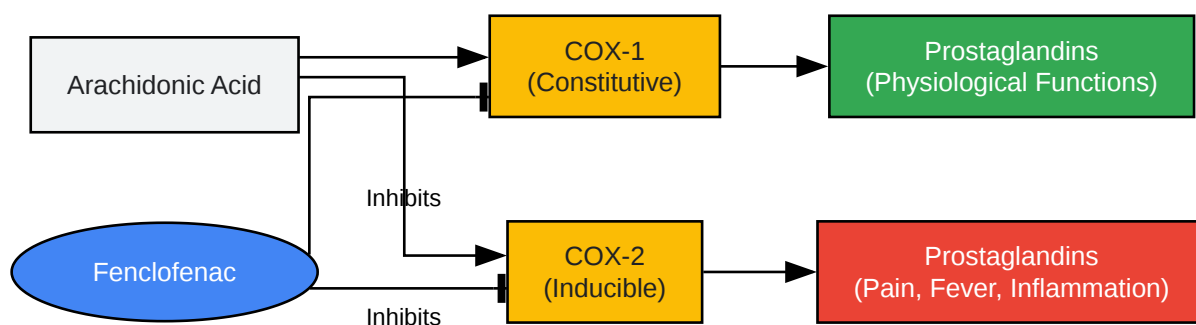 Arachidonic Acid
COX-1
(Constitutive)
Prostaglandins
(Physiological Functions)
Inhibits
Fenclofenac
COX-2
(Inducible)
Prostaglandins
(Pain, Fever, Inflammation)
Inhibits